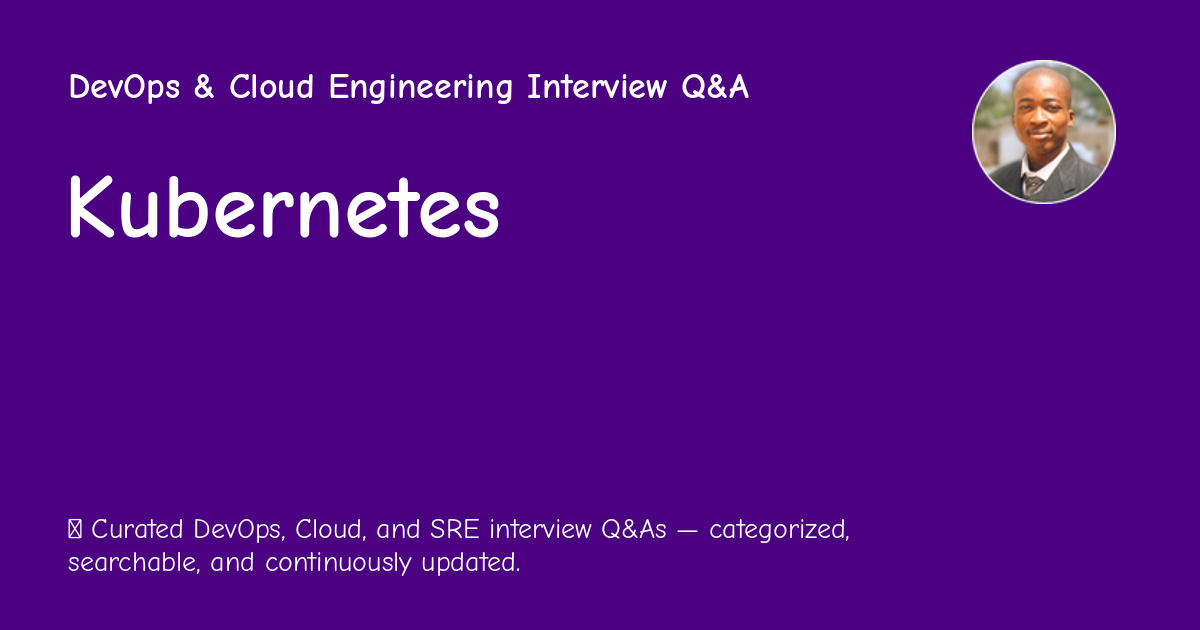 DevOps & Cloud Engineering Interview Q&A
Kubernetes
Curated DevOps, Cloud, and SRE interview Q&As — categorized,
searchable, and continuously updated.